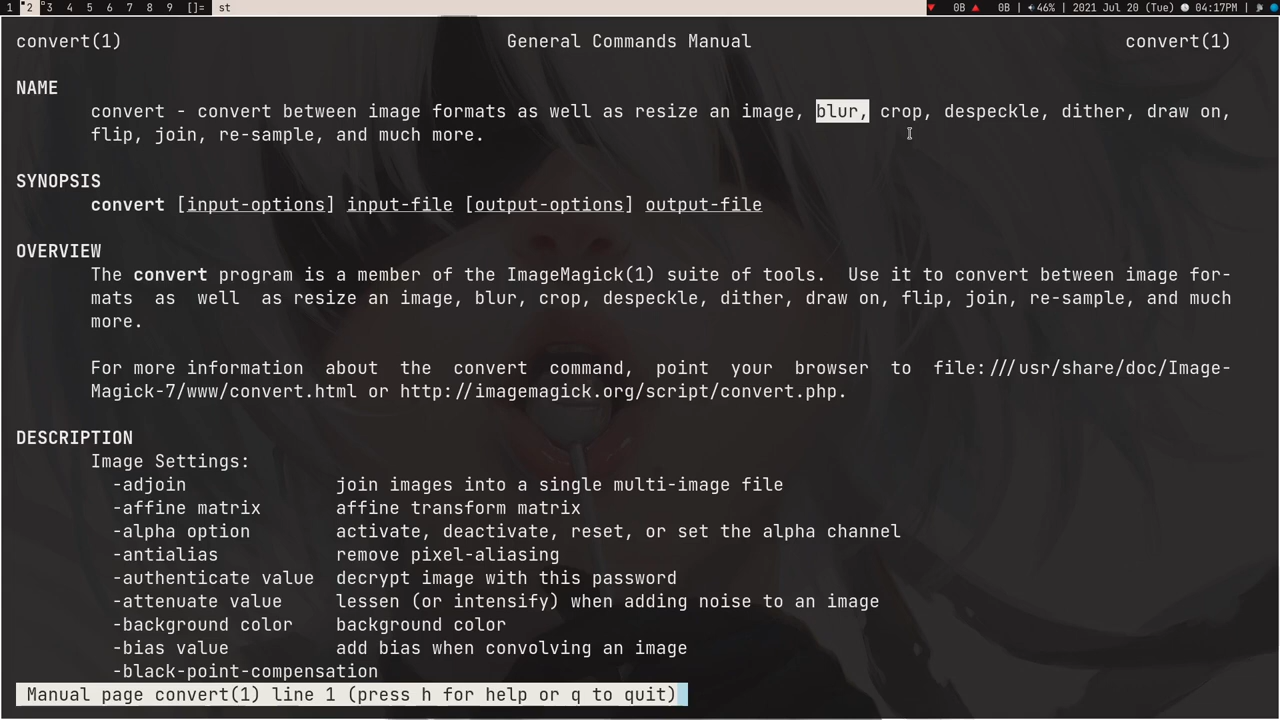 1 2 3 4 5 6 7 8 9 []= st 0B 0B | 46% | 2021 Jul 20 (Tue) 04:17PM |
convert(1) General Commands Manual convert(1)
NAME
convert - convert between image formats as well as resize an image, blur, crop, despeckle, dither, draw on,
flip, join, re-sample, and much more.
SYNOPSIS
convert [input-options] input-file [output-options] output-file
OVERVIEW
The convert program is a member of the ImageMagick(1) suite of tools. Use it to convert between image for-
mats as well as resize an image, blur, crop, despeckle, dither, draw on, flip, join, re-sample, and much
more.
For more information about the convert command, point your browser to file:///usr/share/doc/Image-
Magick-7/www/convert.html or http://imagemagick.org/script/convert.php.
DESCRIPTION
Image Settings:
-adjoin join images into a single multi-image file
-affine matrix affine transform matrix
-alpha option activate, deactivate, reset, or set the alpha channel
-antialias remove pixel-aliasing
-authenticate value decrypt image with this password
-attenuate value lessen (or intensify) when adding noise to an image
-background color background color
-bias value add bias when convolving an image
-black-point-compensation
Manual page convert(1) line 1 (press h for help or q to quit)